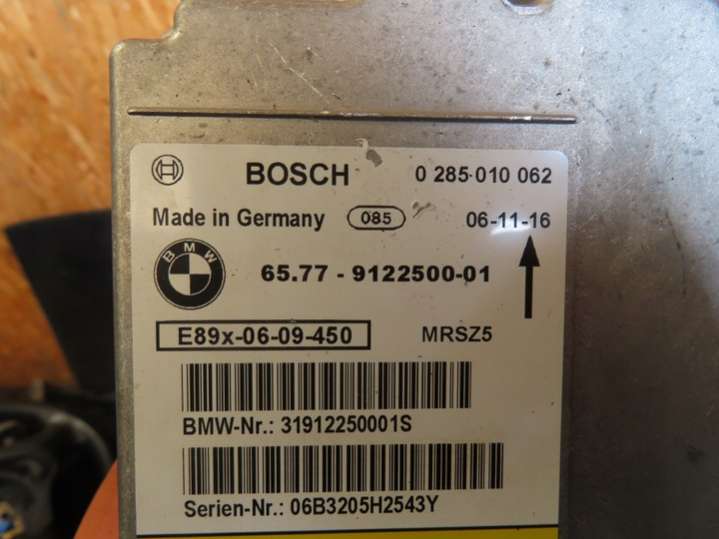 BOSCH 0 285 010 062
Made in Germany 085 06-11-16
BMW 65.77 - 9122500-01
E89x-06-09-450 MRSZ5
BMW-Nr.: 31912250001S
Serien-Nr.: 06B3205H2543Y